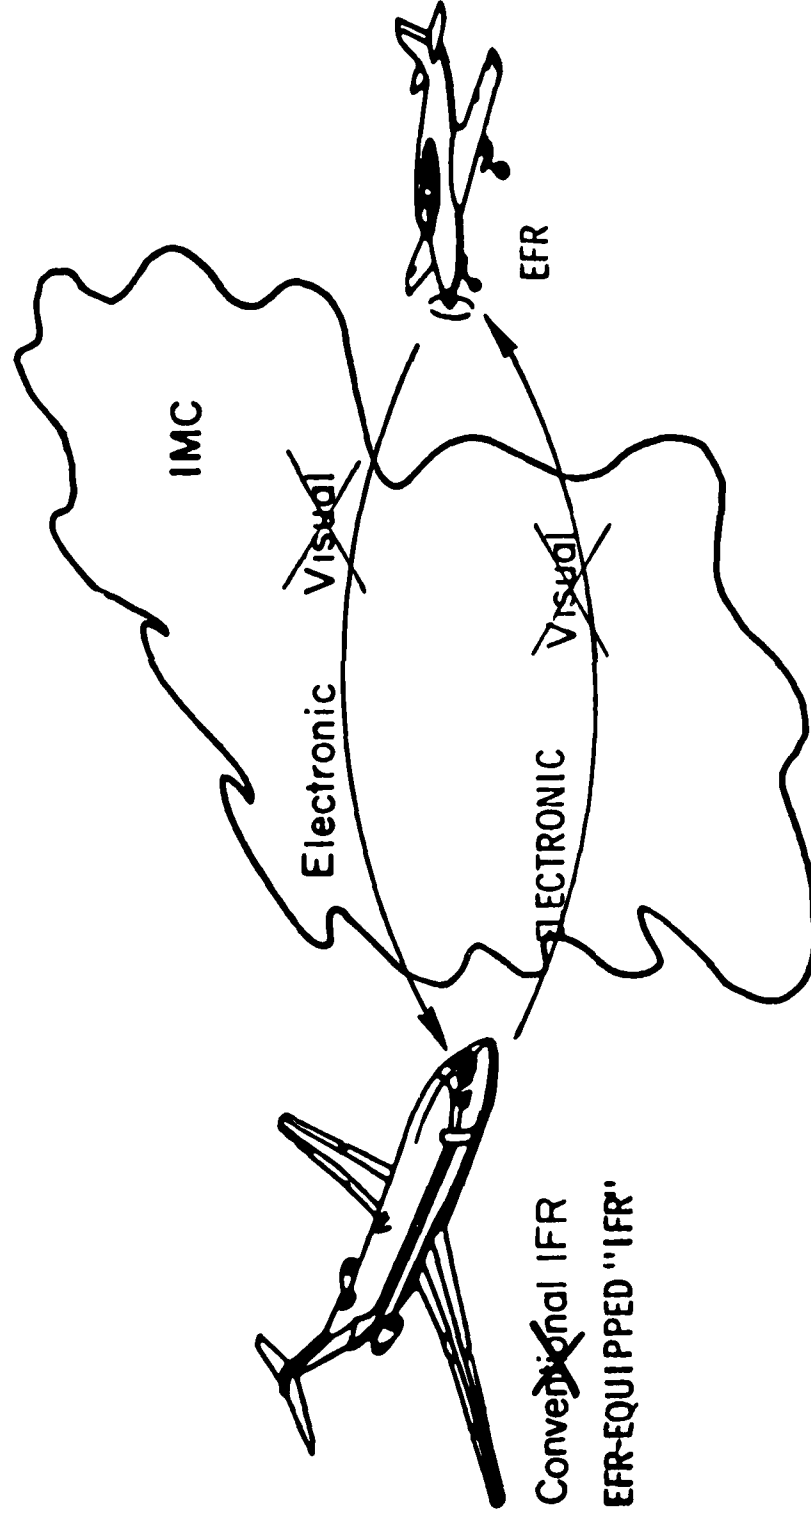 IMC
Electronic Visual
EFR
ELECTRONIC Visual
Conventional IFR
EFR-EQUIPPED "IFR"